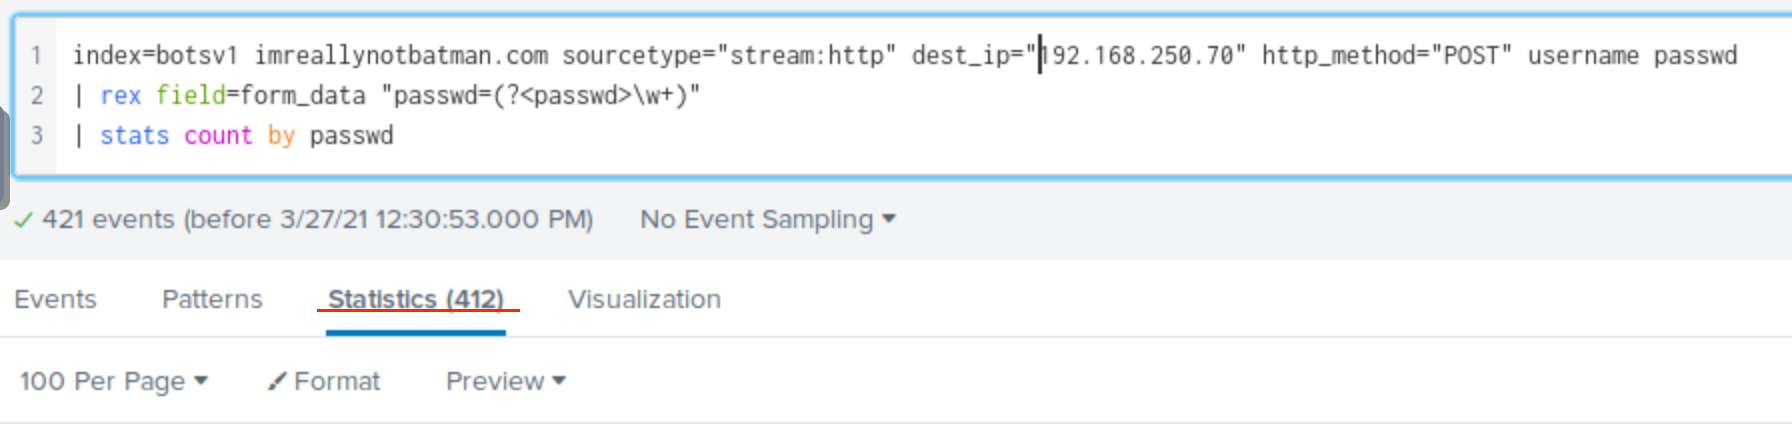 1 index=botsv1 imreallynotbatman.com sourcetype="stream:http" dest_ip="192.168.250.70" http_method="POST" username passwd
2 | rex field=form_data "passwd=(?<passwd>\w+)"
3 | stats count by passwd
✓ 421 events (before 3/27/21 12:30:53.000 PM) No Event Sampling
Events Patterns Statistics (412) Visualization
100 Per Page Format Preview